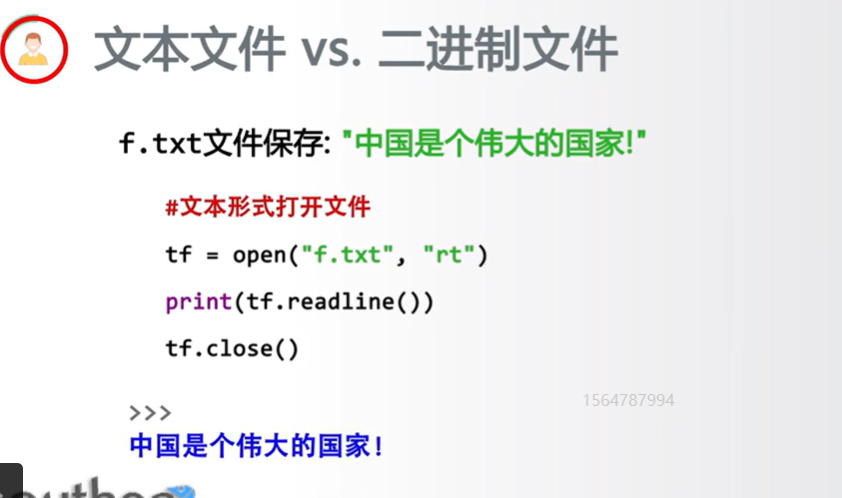 文本文件 vs. 二进制文件
f.txt文件保存: "中国是个伟大的国家!"
#文本形式打开文件
tf = open("f.txt", "rt")
print(tf.readline())
tf.close()
1564787994
>>>
中国是个伟大的国家!